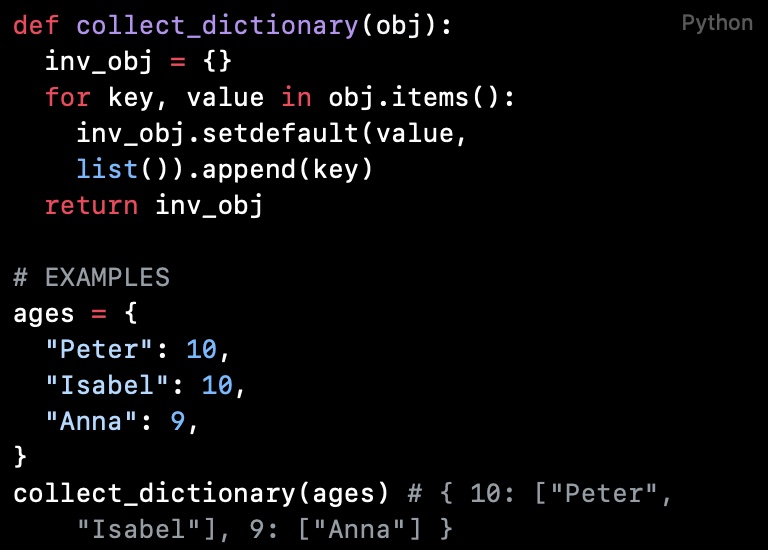 Python
def collect_dictionary(obj):
  inv_obj = {}
  for key, value in obj.items():
    inv_obj.setdefault(value,
    list()).append(key)
  return inv_obj

# EXAMPLES
ages = {
  "Peter": 10,
  "Isabel": 10,
  "Anna": 9,
}
collect_dictionary(ages) # { 10: ["Peter",
    "Isabel"], 9: ["Anna"] }